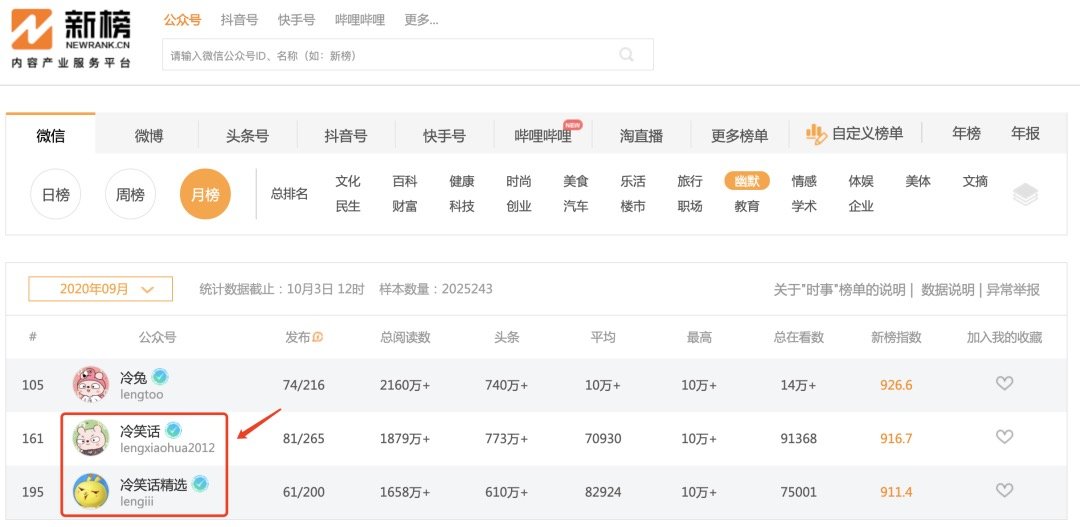 新榜
NEWRANK.CN
内容产业服务平台
公众号 抖音号 快手号 哔哩哔哩 更多...
请输入微信公众号ID、名称（如：新榜）
微信 微博 头条号 抖音号 快手号 哔哩哔哩 NEW 淘直播 更多榜单 自定义榜单 年榜 年报
日榜 周榜 月榜 总排名
文化 百科 健康 时尚 美食 乐活 旅行 幽默 情感 体娱 美体 文摘
民生 财富 科技 创业 汽车 楼市 职场 教育 学术 企业
2020年09月 统计数据截止：10月3日 12时 样本数量：2025243 关于"时事"榜单的说明 | 数据说明 | 异常举报
# 公众号 发布 总阅读数 头条 平均 最高 总在看数 新榜指数 加入我的收藏
105 冷兔 74/216 2160万+ 740万+ 10万+ 10万+ 14万+ 926.6
lengtoo
161 冷笑话 81/265 1879万+ 773万+ 70930 10万+ 91368 916.7
lengxiaohua2012
195 冷笑话精选 61/200 1658万+ 610万+ 82924 10万+ 75001 911.4
lengiii